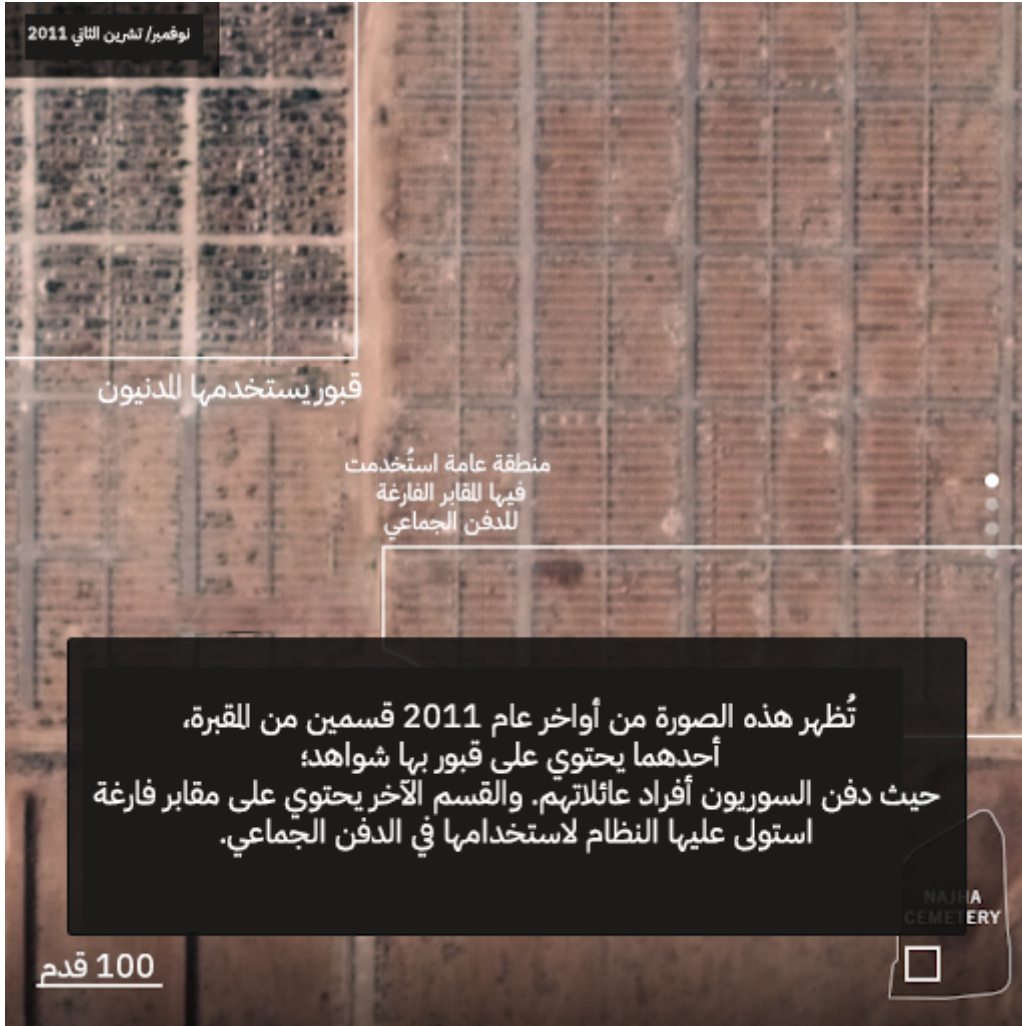 نوفمبر/ تشرين الثاني 2011
قبور يستخدمها المدنيون
منطقة عامة استُخدمت
فيها المقابر الفارغة
للدفن الجماعي
تُظهر هذه الصورة من أواخر عام 2011 قسمين من المقبرة،
أحدهما يحتوي على قبور بها شواهد؛
حيث دفن السوريون أفراد عائلاتهم. والقسم الآخر يحتوي على مقابر فارغة
استولى عليها النظام لاستخدامها في الدفن الجماعي.
NAJHA
CEMETERY
100 قدم